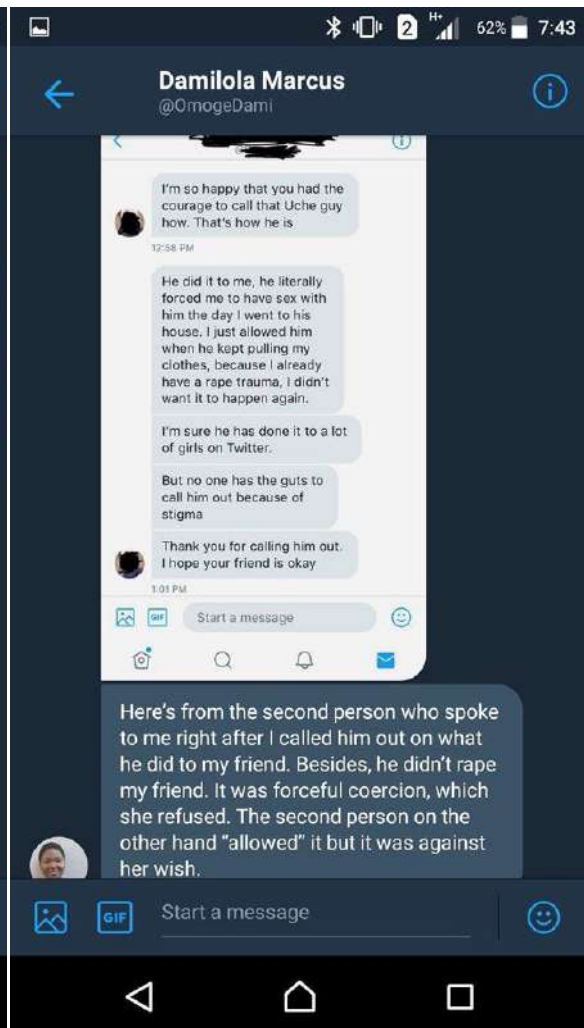 2 H+ 62% 7:43
Damilola Marcus
@OmogeDami
I'm so happy that you had the
courage to call that Uche guy
how. That's how he is
12:58 PM
He did it to me, he literally
forced me to have sex with
him the day I went to his
house. I just allowed him
when he kept pulling my
clothes, because I already
have a rape trauma, I didn't
want it to happen again.
I'm sure he has done it to a lot
of girls on Twitter.
But no one has the guts to
call him out because of
stigma
Thank you for calling him out.
I hope your friend is okay
1:01 PM
GIF Start a message
Here's from the second person who spoke
to me right after I called him out on what
he did to my friend. Besides, he didn't rape
my friend. It was forceful coercion, which
she refused. The second person on the
other hand “allowed” it but it was against
her wish.
GIF Start a message